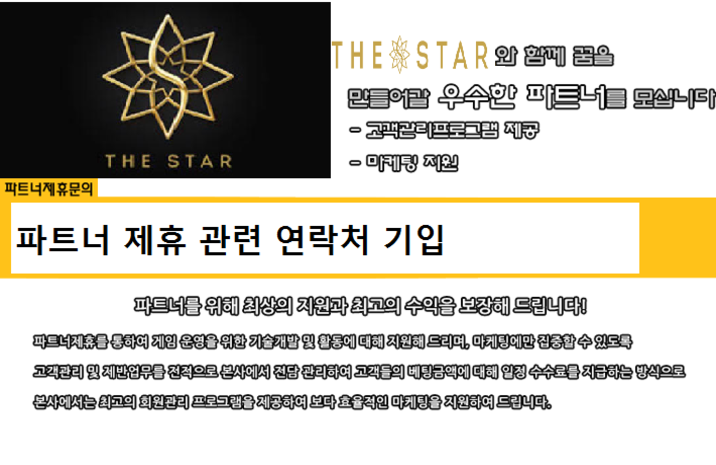 THE STAR
THE STAR 와 함께 꿈을
만들어갈 우수한 파트너를 모십니다
- 고객관리프로그램 제공
- 마케팅 지원
파트너제휴문의
파트너 제휴 관련 연락처 기입
파트너를 위해 최상의 지원과 최고의 수익을 보장해 드립니다!
파트너제휴를 통하여 게임 운영을 위한 기술개발 및 활동에 대해 지원해 드리며, 마케팅에만 집중할 수 있도록
고객관리 및 제반업무를 전적으로 본사에서 전담 관리하여 고객들의 베팅금액에 대해 일정 수수료를 지급하는 방식으로
본사에서는 최고의 회원관리 프로그램을 제공하여 보다 효율적인 마케팅을 지원하여 드립니다.